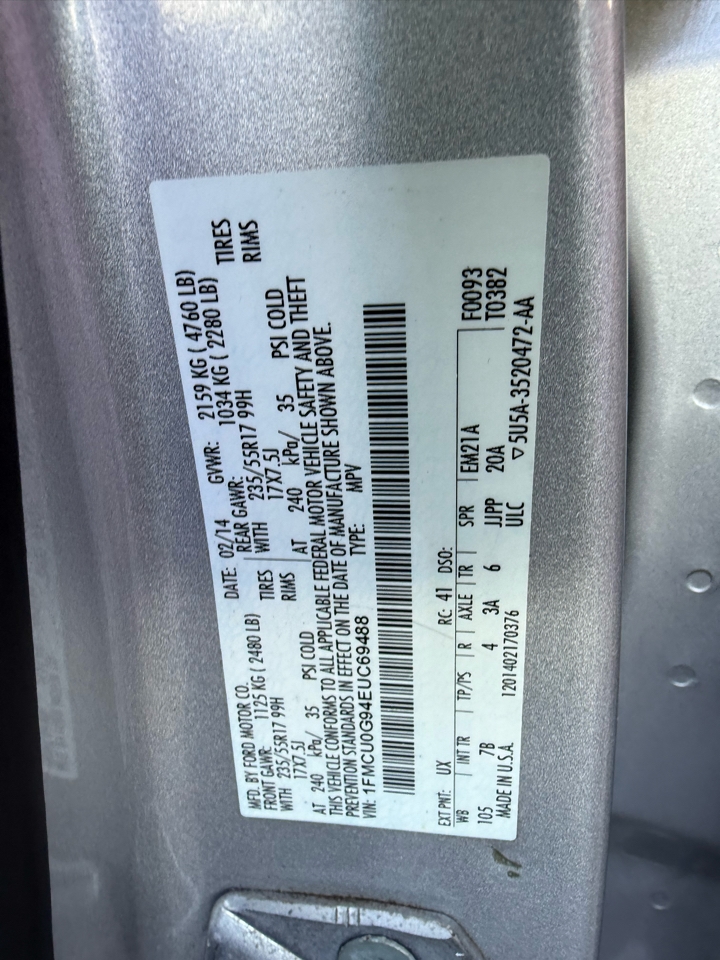 MFD. BY FORD MOTOR CO.
DATE: 02/14 GVWR: 2159 KG ( 4760 LB)
FRONT GAWR: 1125 KG ( 2480 LB) REAR GAWR: 1034 KG ( 2280 LB)
WITH 235/55R17 99H TIRES WITH 235/55R17 99H TIRES
17X7.5J RIMS 17X7.5J RIMS
AT 240 kPa/ 35 PSI COLD AT 240 kPa/ 35 PSI COLD
THIS VEHICLE CONFORMS TO ALL APPLICABLE FEDERAL MOTOR VEHICLE SAFETY AND THEFT
PREVENTION STANDARDS IN EFFECT ON THE DATE OF MANUFACTURE SHOWN ABOVE.
VIN: 1FMCU0G94EUC69488 TYPE: MPV
EXT PNT: UX RC: 41 DSO:
WB INT TR TP/PS R AXLE TR SPR EM21A F0093
105 7B 4 3A 6 JJPP 20A T0382
MADE IN U.S.A. 1201402170376 ULC ▽5U5A-3520472-AA